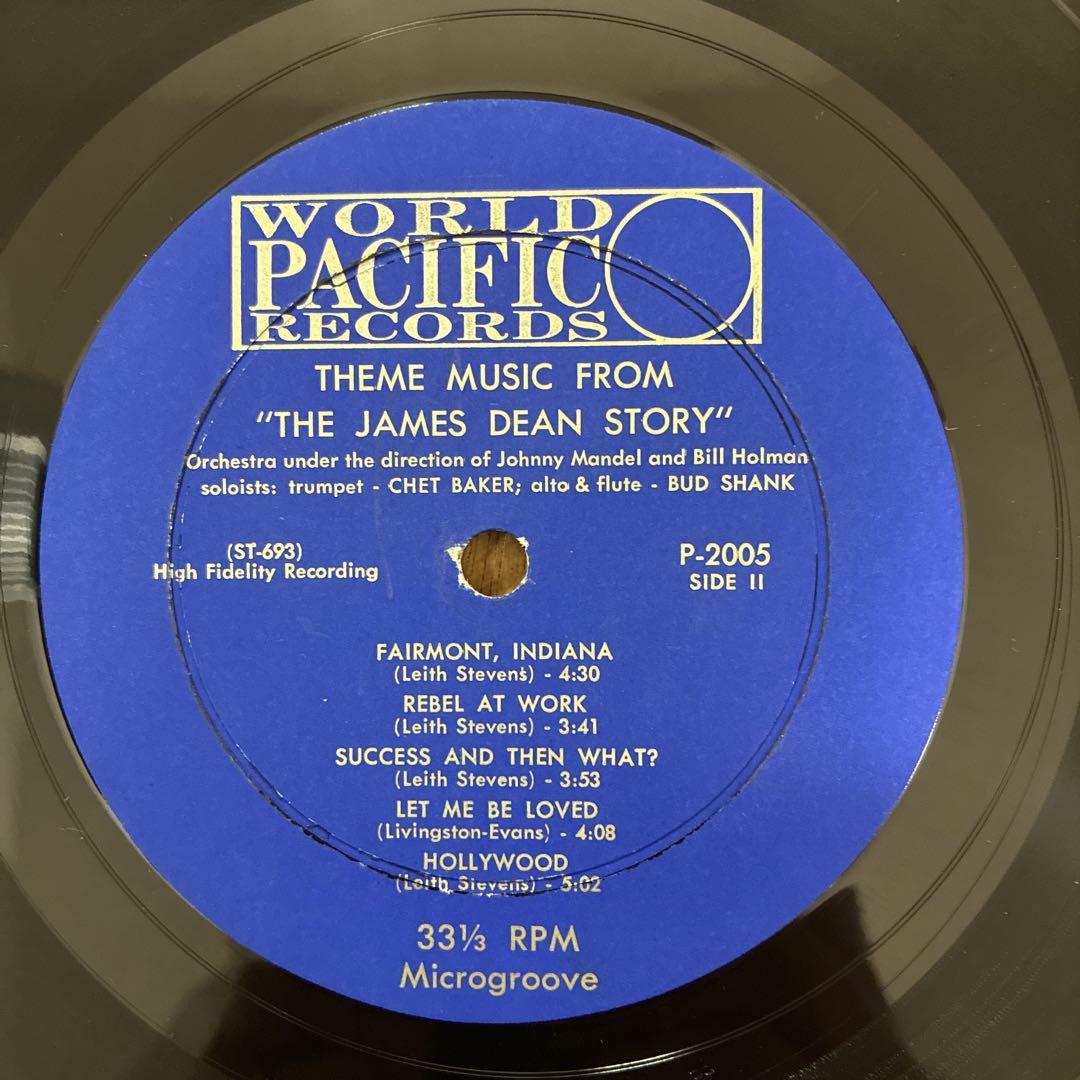 WORLD
PACIFIC
RECORDS
THEME MUSIC FROM
"THE JAMES DEAN STORY"
Orchestra under the direction of Johnny Mandel and Bill Holman
soloists: trumpet - CHET BAKER; alto & flute - BUD SHANK
(ST-693)
High Fidelity Recording
P-2005
SIDE II
FAIRMONT, INDIANA
(Leith Stevens) - 4:30
REBEL AT WORK
(Leith Stevens) - 3:41
SUCCESS AND THEN WHAT?
(Leith Stevens) - 3:53
LET ME BE LOVED
(Livingston-Evans) - 4:08
HOLLYWOOD
(Leith Stevens) - 5:02
33⅓ RPM
Microgroove